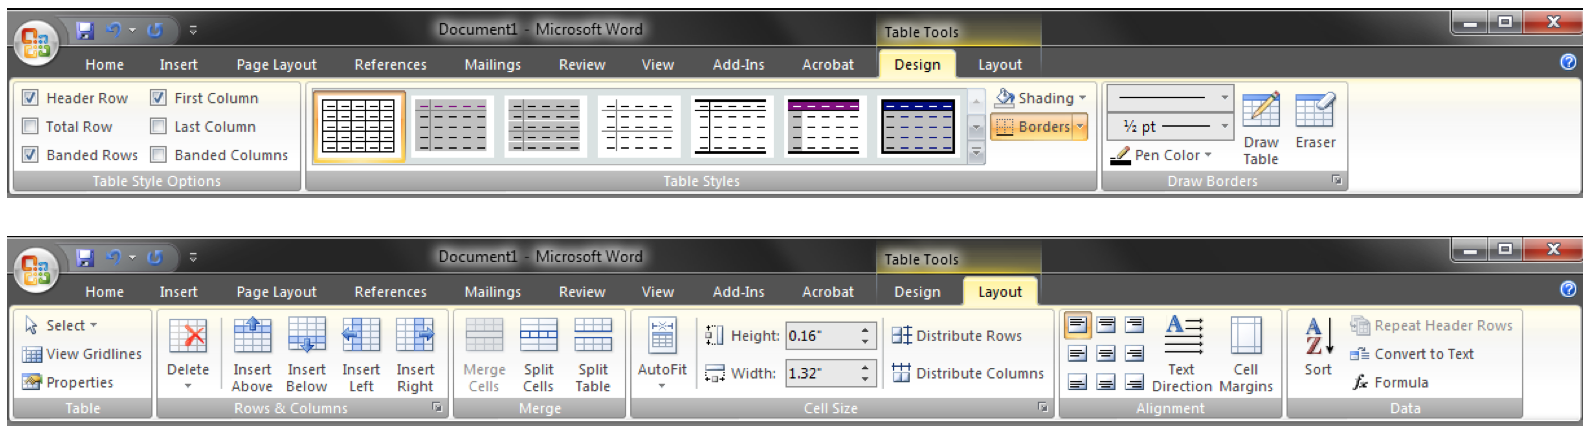 Document1 - Microsoft Word
Table Tools
Home Insert Page Layout References Mailings Review View Add-Ins Acrobat Design Layout
Header Row First Column
Total Row Last Column
Banded Rows Banded Columns
Table Style Options
Shading
Borders
Table Styles
½ pt
Pen Color
Draw Table
Eraser
Draw Borders
Document1 - Microsoft Word
Table Tools
Home Insert Page Layout References Mailings Review View Add-Ins Acrobat Design Layout
Select
View Gridlines
Properties
Table
Delete
Insert Above
Insert Below
Insert Left
Insert Right
Rows & Columns
Merge Cells
Split Cells
Split Table
Merge
AutoFit
Height: 0.16"
Width: 1.32"
Distribute Rows
Distribute Columns
Cell Size
A
Text Direction
Cell Margins
Alignment
A
Z
Sort
Repeat Header Rows
Convert to Text
fx Formula
Data